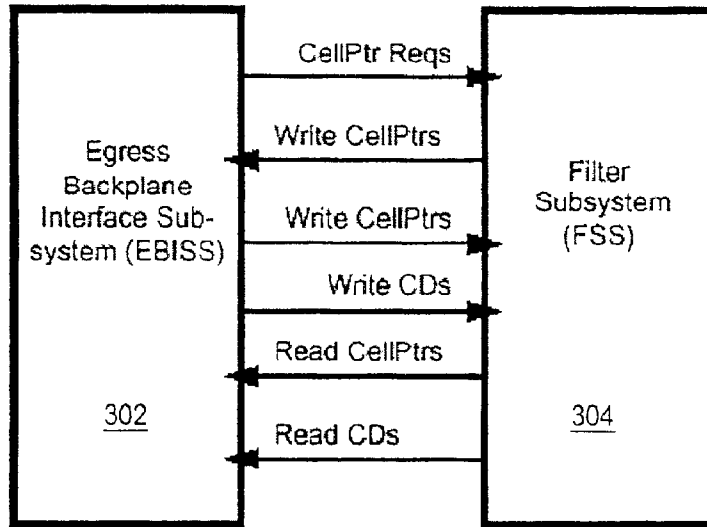 CellPtr Reqs
Write CellPtrs
Egress
Backplane
Interface Sub-
system (EBISS)
Filter
Subsystem
(FSS)
Write CellPtrs
Write CDs
Read CellPtrs
302
304
Read CDs